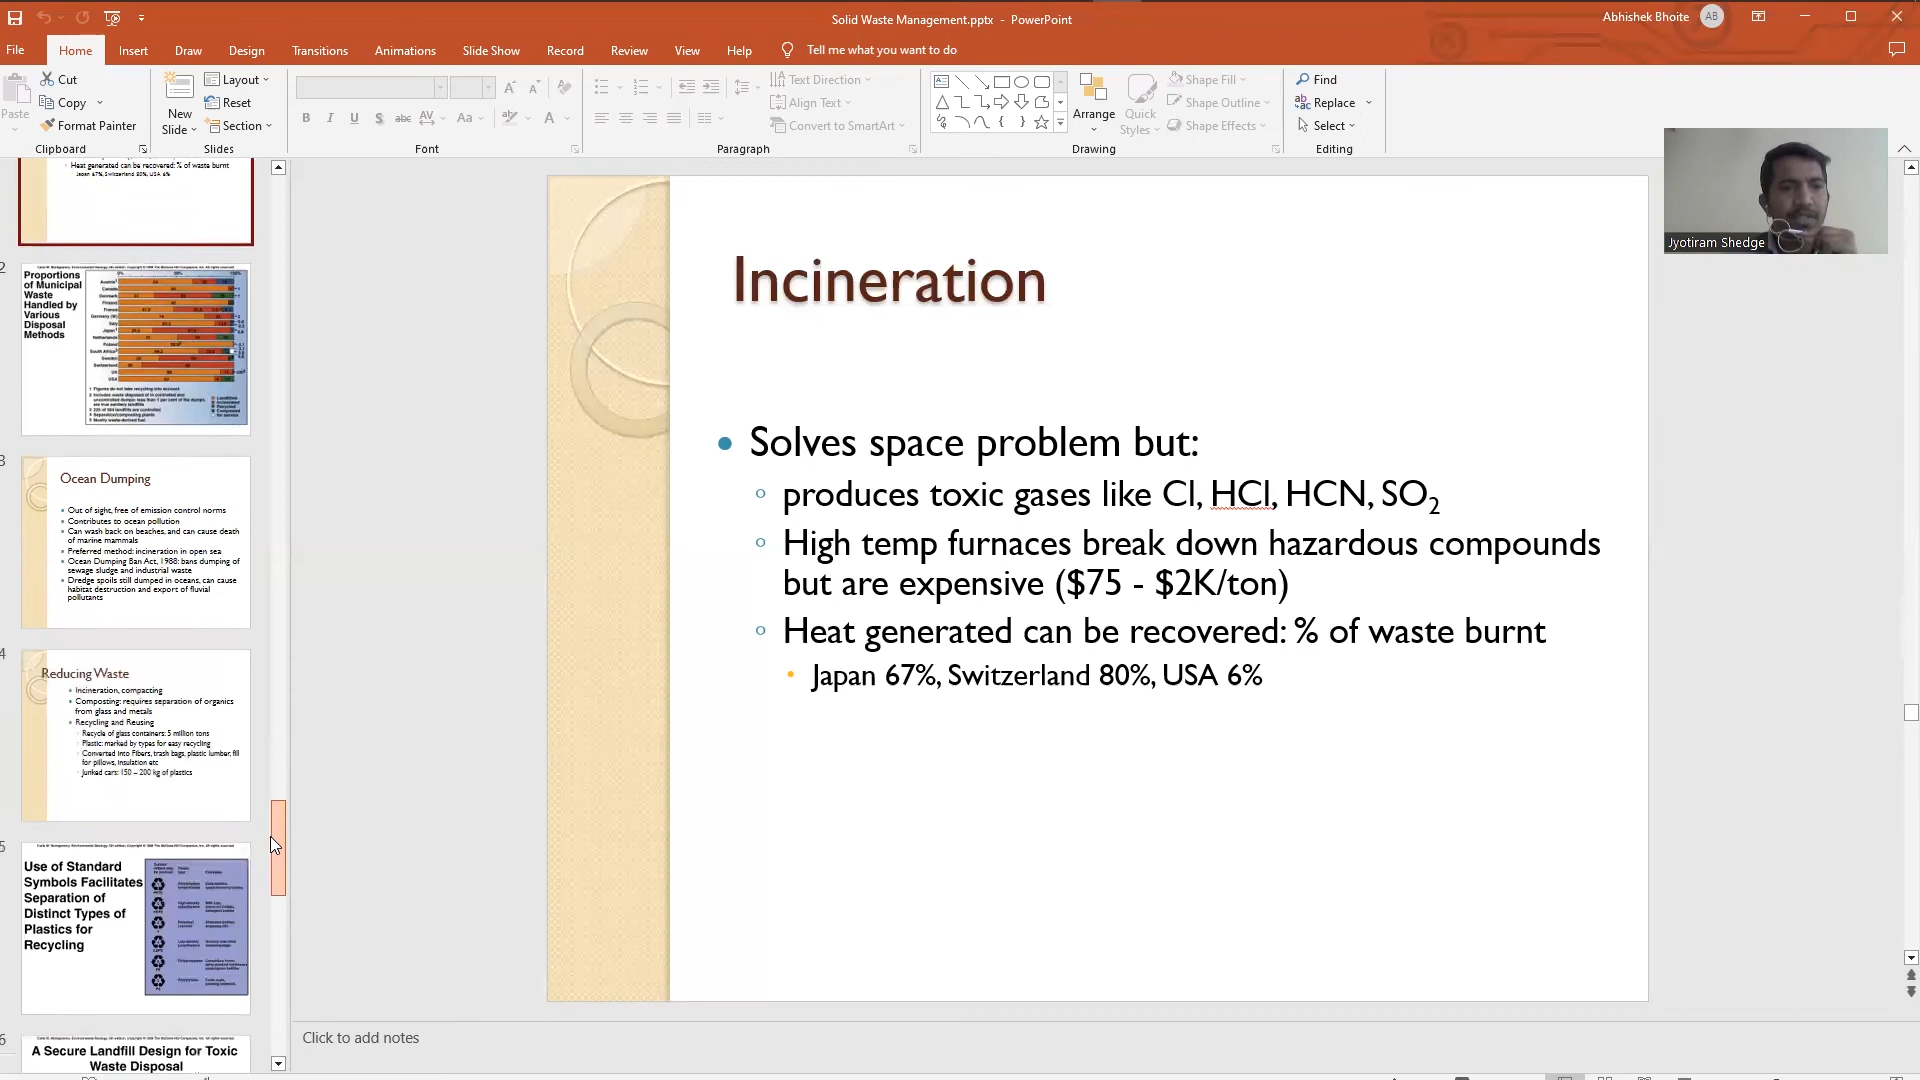 Solid Waste Management.pptx - PowerPoint
Abhishek Bhoite AB
File Home Insert Draw Design Transitions Animations Slide Show Record Review View Help Tell me what you want to do
Paste
Cut
Copy
Format Painter
Clipboard
New Slide
Layout
Reset
Section
Slides
B I U S abc AV Aa A
Font
Text Direction
Align Text
Convert to SmartArt
Paragraph
Arrange
Quick Styles
Shape Fill
Shape Outline
Shape Effects
Drawing
Find
Replace
Select
Editing
Jyotiram Shedge
Heat generated can be recovered: % of waste burnt
Japan 67%, Switzerland 80%, USA 6%
2
Proportions
of Municipal
Waste
Handled by
Various
Disposal
Methods
3
Ocean Dumping
• Out of sight, free of emission control norms
• Contributes to ocean pollution
• Can wash back on beaches, and can cause death
of marine mammals
• Preferred method: incineration in open sea
• Ocean Dumping Ban Act, 1988: bans dumping of
sewage sludge and industrial waste
• Dredge spoils still dumped in oceans, can cause
habitat destruction and export of fluvial
pollutants
4
Reducing Waste
• Incineration, compacting
• Composting: requires separation of organics
from glass and metals
• Recycling and Reusing
Recycle of glass containers: 5 million tons
Plastic: marked by types for easy recycling
Converted into Fibers, trash bags, plastic lumber, fill
for pillows, insulation etc
Junked cars: 150 – 200 kg of plastics
5
Use of Standard
Symbols Facilitates
Separation of
Distinct Types of
Plastics for
Recycling
6
A Secure Landfill Design for Toxic
Waste Disposal
Incineration
• Solves space problem but:
○ produces toxic gases like Cl, HCl, HCN, SO2
○ High temp furnaces break down hazardous compounds
but are expensive ($75 - $2K/ton)
○ Heat generated can be recovered: % of waste burnt
• Japan 67%, Switzerland 80%, USA 6%
Click to add notes